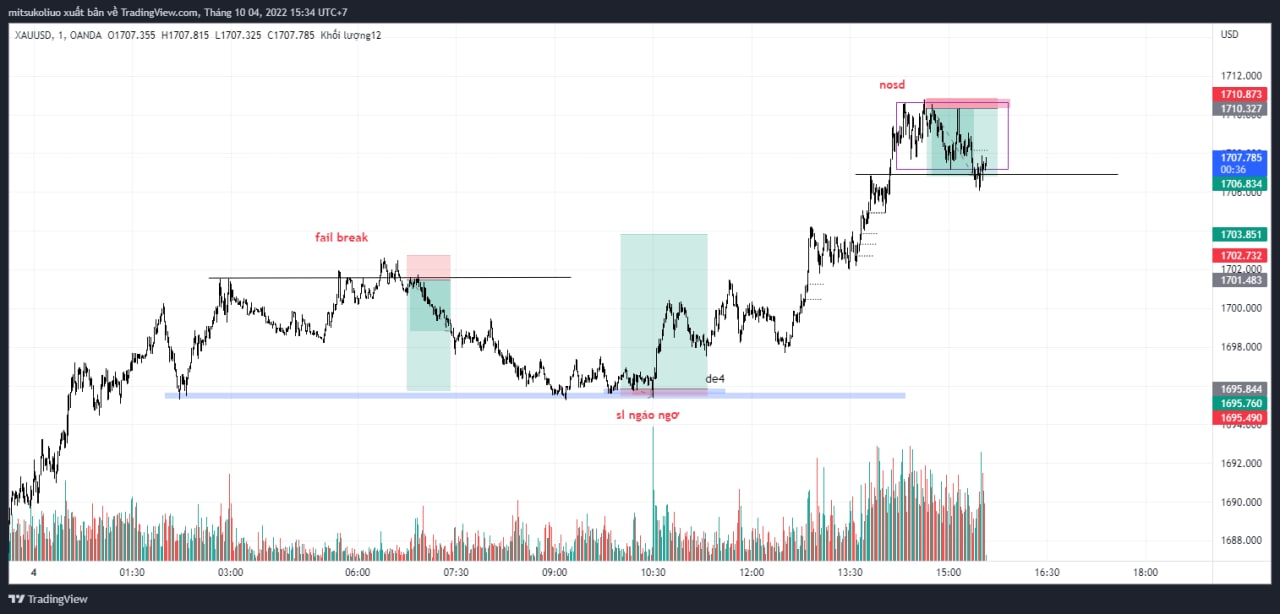 mitsukoliuo xuất bản về TradingView.com, Tháng 10 04, 2022 15:34 UTC+7
XAUUSD, 1, OANDA O1707.355 H1707.815 L1707.325 C1707.785 Khối lượng12
USD
1712.000
nosd
1710.873
1710.327
1707.785
00:36
1706.834
1706.000
1703.851
fail break
1702.732
1702.000
1701.483
1700.000
1698.000
de4
1695.844
1695.760
sl ngáo ngơ
1695.490
1694.000
1692.000
1690.000
1688.000
4 01:30 03:00 06:00 07:30 09:00 10:30 12:00 13:30 15:00 16:30 18:00
TradingView